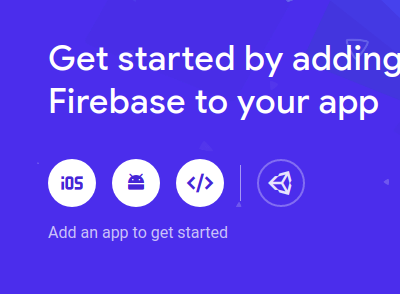 Get started by adding
Firebase to your app
iOS
</>
Add an app to get started